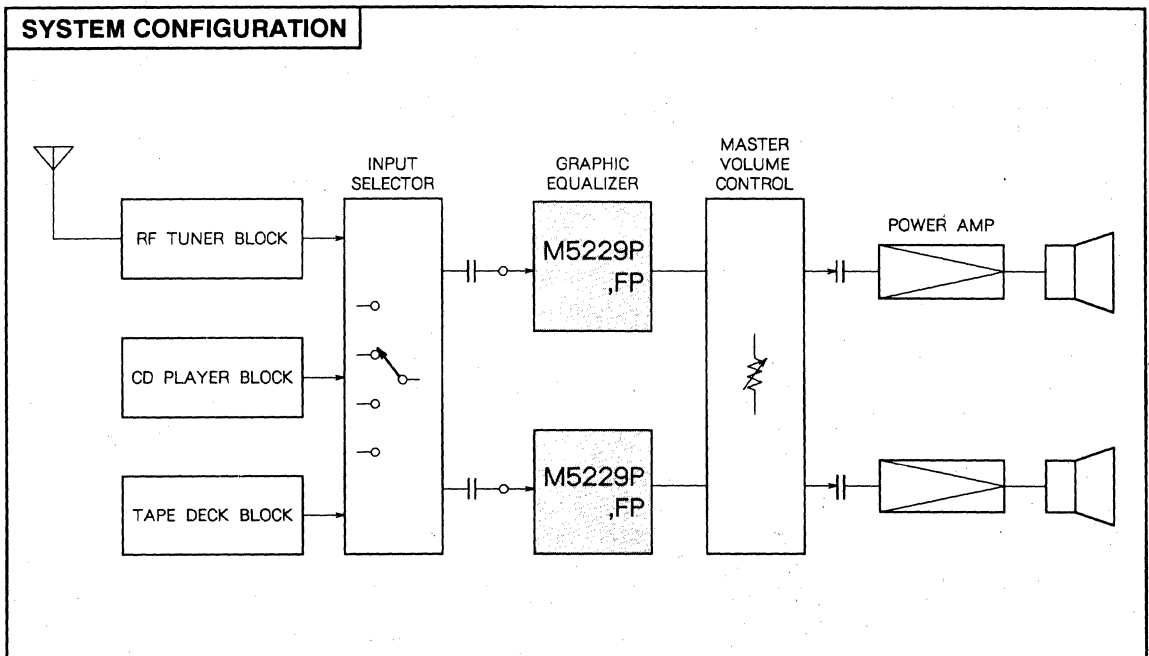 SYSTEM CONFIGURATION
INPUT
SELECTOR
GRAPHIC
EQUALIZER
MASTER
VOLUME
CONTROL
POWER AMP
RF TUNER BLOCK
M5229P
,FP
CD PLAYER BLOCK
TAPE DECK BLOCK
M5229P
,FP